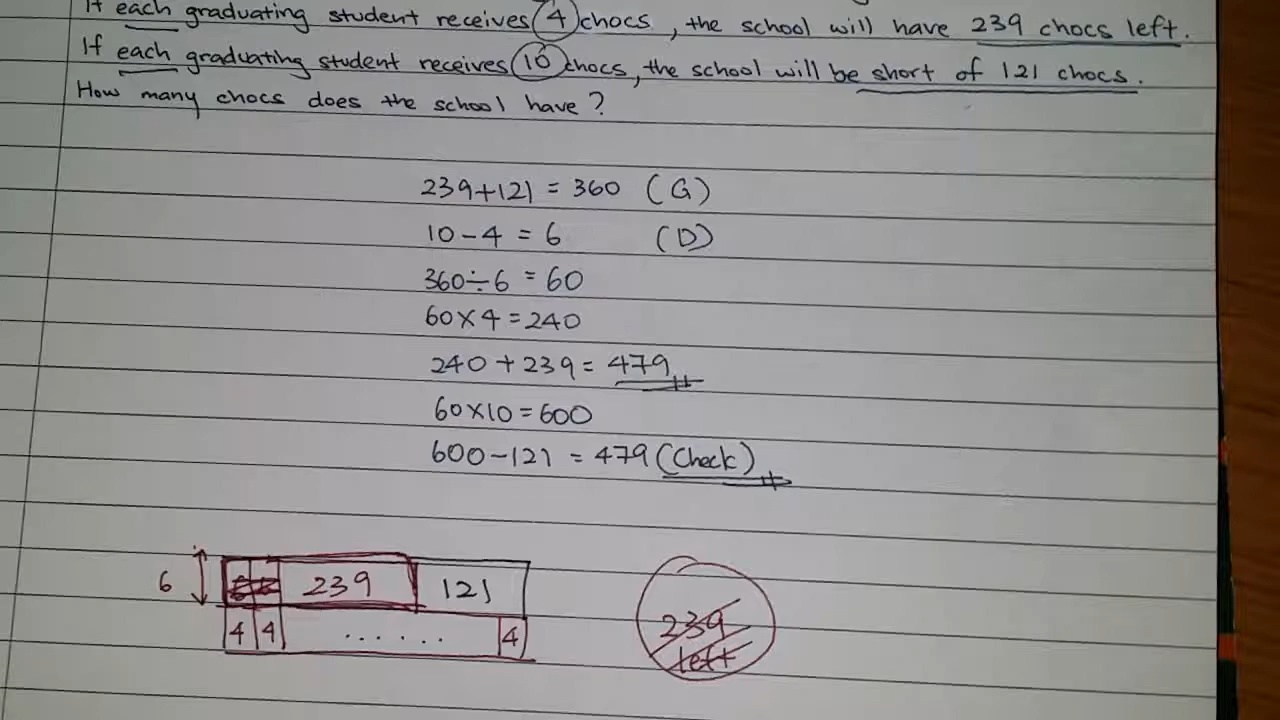 If each graduating student receives 4 chocs, the school will have 239 chocs left.
If each graduating student receives 10 chocs, the school will be short of 121 chocs.
How many chocs does the school have?
239+121 = 360 (G)
10-4 = 6 (D)
360÷6 = 60
60×4 = 240
240 + 239 = 479
60×10 = 600
600-121 = 479 (Check)
6 239 121
4 4 ...... 4
239
left